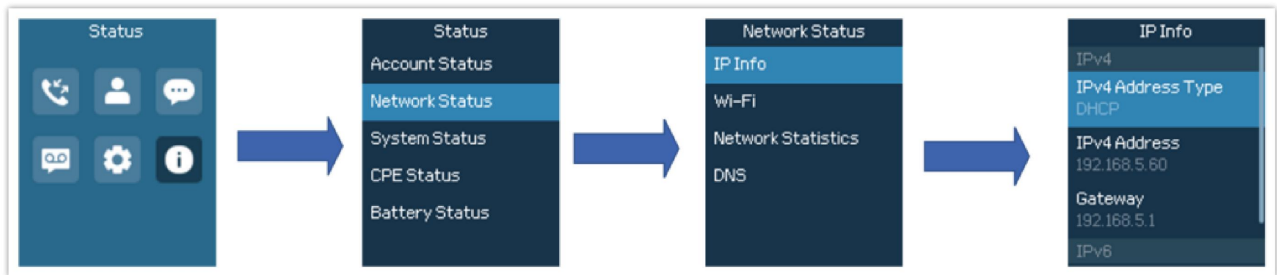 Status
Status
Account Status
Network Status
System Status
CPE Status
Battery Status
Network Status
IP Info
Wi-Fi
Network Statistics
DNS
IP Info
IPv4
IPv4 Address Type
DHCP
IPv4 Address
192.168.5.60
Gateway
192.168.5.1
IPv6